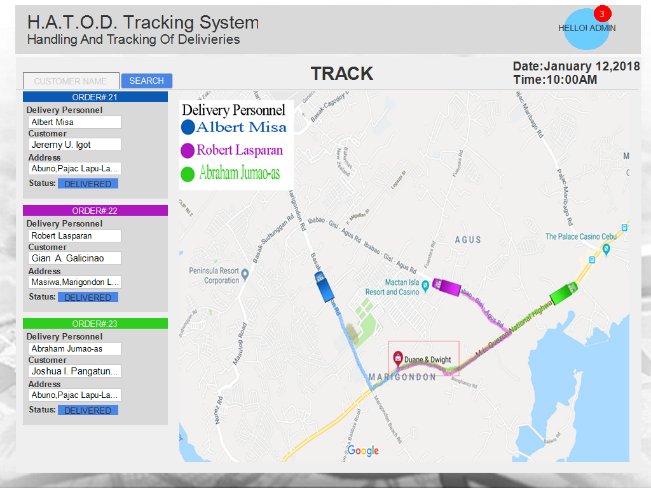 H.A.T.O.D. Tracking System
Handling And Tracking Of Delivieries
3
HELLO! ADMIN
Date:January 12,2018
Time:10:00AM
TRACK
CUSTOMER NAME
SEARCH
ORDER#:21
Delivery Personnel
Albert Misa
Customer
Jeremy U. Igot
Address
Abuno,Pajac Lapu-La...
Status: DELIVERED
ORDER#:22
Delivery Personnel
Robert Lasparan
Customer
Gian A. Galicinao
Address
Masiwa,Marigondon L...
Status: DELIVERED
ORDER#:23
Delivery Personnel
Abraham Jumao-as
Customer
Joshua I. Pangatun...
Address
Abuno,Pajac Lapu-La...
Status: DELIVERED
Delivery Personnel
Albert Misa
Robert Lasparan
Abraham Jumao-as
AGUS
The Palace Casino Cebu
Peninsula Resort
Corporation
Mactan Isla
Resort and Casino
Duane & Dwight
MARIGONDON
Google